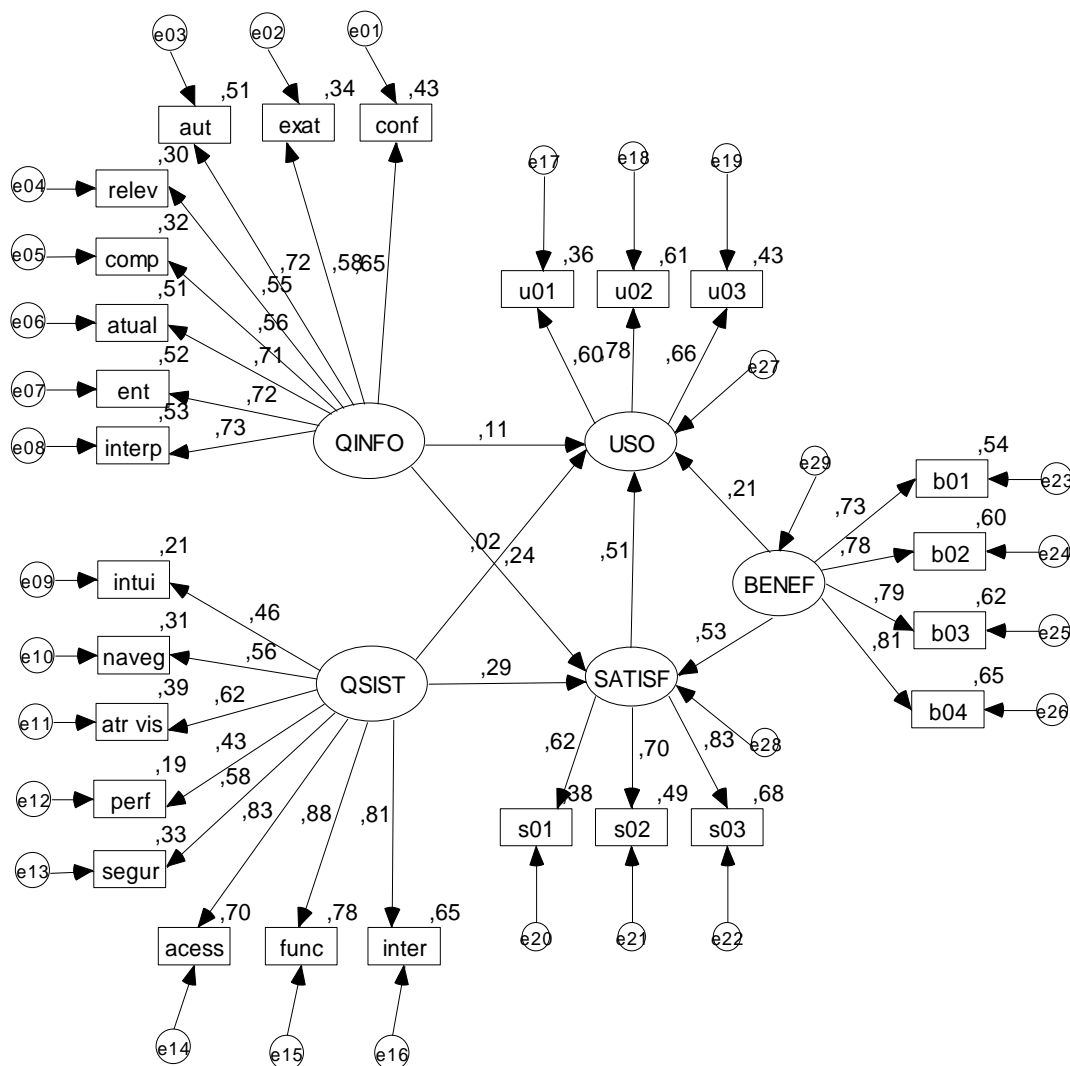 e03
e02
e01
,51
,34
,43
aut
exat
conf
,30
e04
relev
,32
e05
comp
,51
e06
atual
,52
e07
ent
,53
e08
interp
,72
,58
,65
,55
,56
,71
,72
,73
QINFO
e17
e18
e19
,36
,61
,43
u01
u02
u03
,60
,78
,66
e27
USO
,11
,02
,24
,51
,21
e29
BENEF
,73
,78
,79
,81
,54
b01
e23
,60
b02
e24
,62
b03
e25
,65
b04
e26
,53
,21
e09
intui
,31
e10
naveg
,39
e11
atr vis
,19
e12
perf
,33
e13
segur
,46
,56
,62
,43
,58
,83
,88
,81
QSIST
,29
SATISF
e28
,62
,70
,83
,38
,49
,68
s01
s02
s03
e20
e21
e22
,70
,78
,65
acess
func
inter
e14
e15
e16